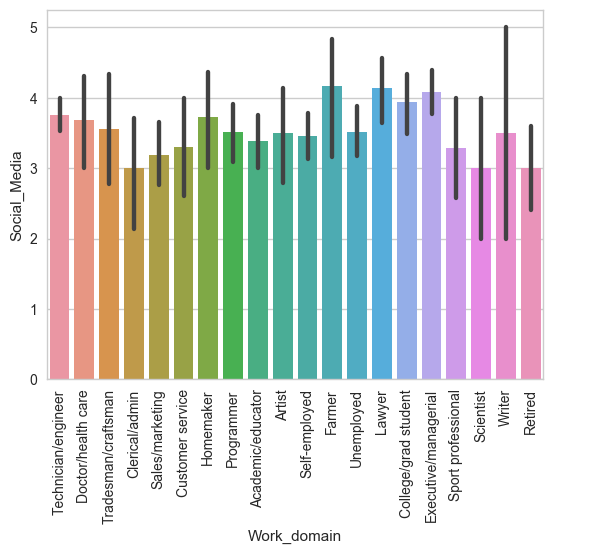 5
4
3
2
1
0
Social_Media
Technician/engineer
Doctor/health care
Tradesman/craftsman
Clerical/admin
Sales/marketing
Customer service
Homemaker
Programmer
Academic/educator
Artist
Self-employed
Farmer
Unemployed
Lawyer
College/grad student
Executive/managerial
Sport professional
Scientist
Writer
Retired
Work_domain